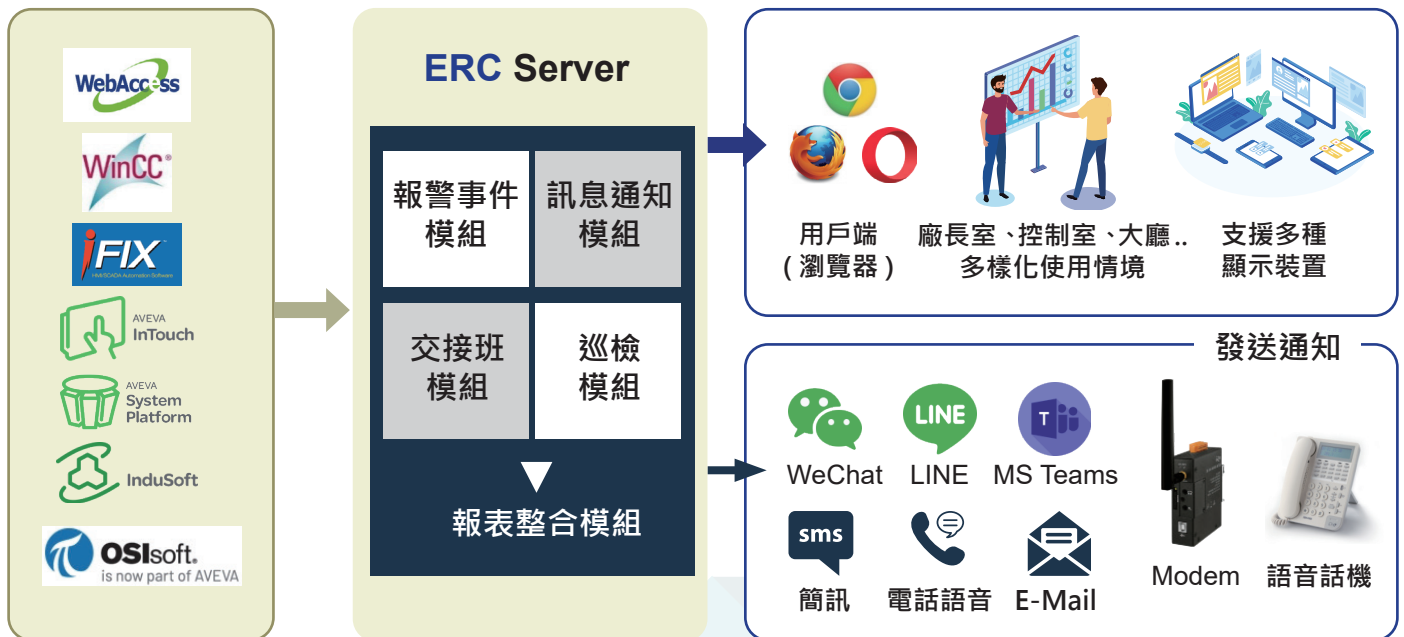 WebAccess
WinCC®
iFIX™
HMI/SCADA Automation Software
AVEVA
InTouch
AVEVA
System
Platform
InduSoft
OSIsoft.
is now part of AVEVA
ERC Server
報警事件
模組
訊息通知
模組
交接班
模組
巡檢
模組
報表整合模組
用戶端
( 瀏覽器 )
廠長室、控制室、大廳..
多樣化使用情境
支援多種
顯示裝置
發送通知
WeChat
LINE
LINE
T
MS Teams
sms
簡訊
電話語音
E-Mail
Modem
語音話機